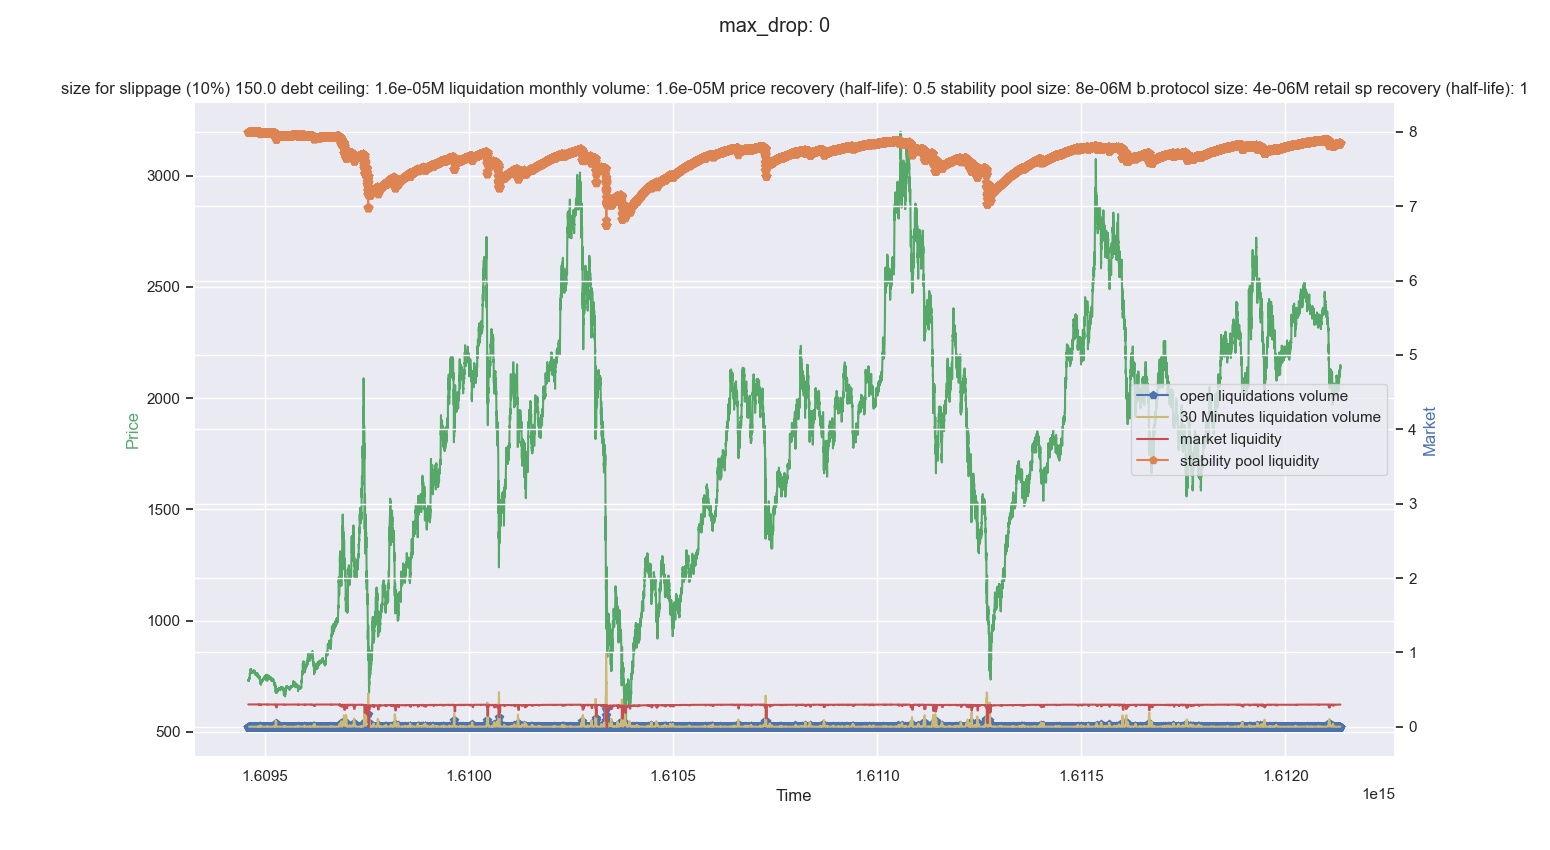 max_drop: 0
size for slippage (10%) 150.0 debt ceiling: 1.6e-05M liquidation monthly volume: 1.6e-05M price recovery (half-life): 0.5 stability pool size: 8e-06M b.protocol size: 4e-06M retail sp recovery (half-life): 1
8
3000
7
2500
6
5
2000
open liquidations volume
30 Minutes liquidation volume
market liquidity
stability pool liquidity
Price
4
Market
1500
3
2
1000
1
500
0
1.6095 1.6100 1.6105 1.6110 1.6115 1.6120
Time
1e15